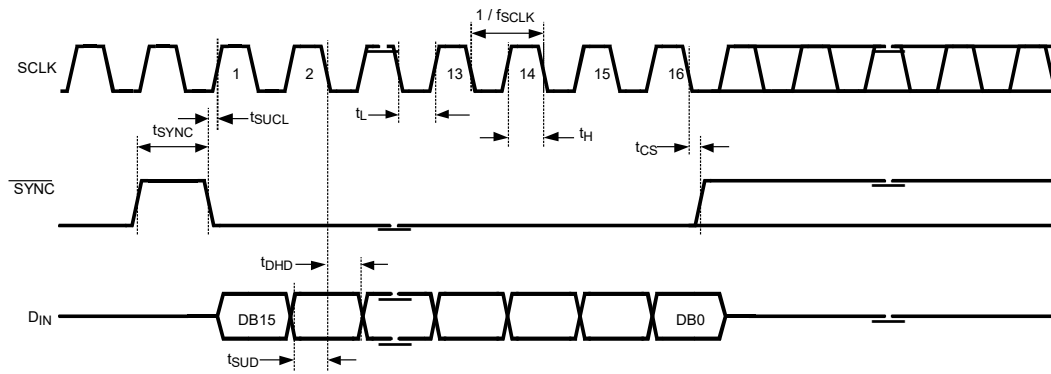 1 / fSCLK
SCLK
1
2
13
14
15
16
tSUCL
tL
tH
tSYNC
tCS
SYNC
tDHD
DIN
DB15
DB0
tSUD